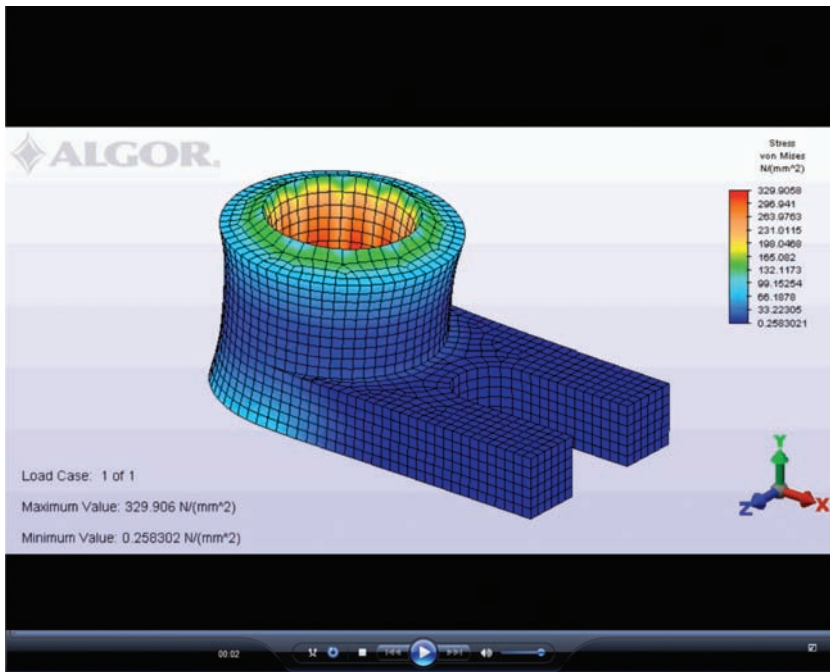 ALGOR.
Stress
von Mises
N/(mm^2)
329.9058
296.941
263.9763
231.0115
198.0468
165.082
132.1173
99.15254
66.1878
33.22305
0.2583021
Load Case: 1 of 1
Maximum Value: 329.906 N/(mm^2)
Minimum Value: 0.258302 N/(mm^2)
Y
Z
X
00:02